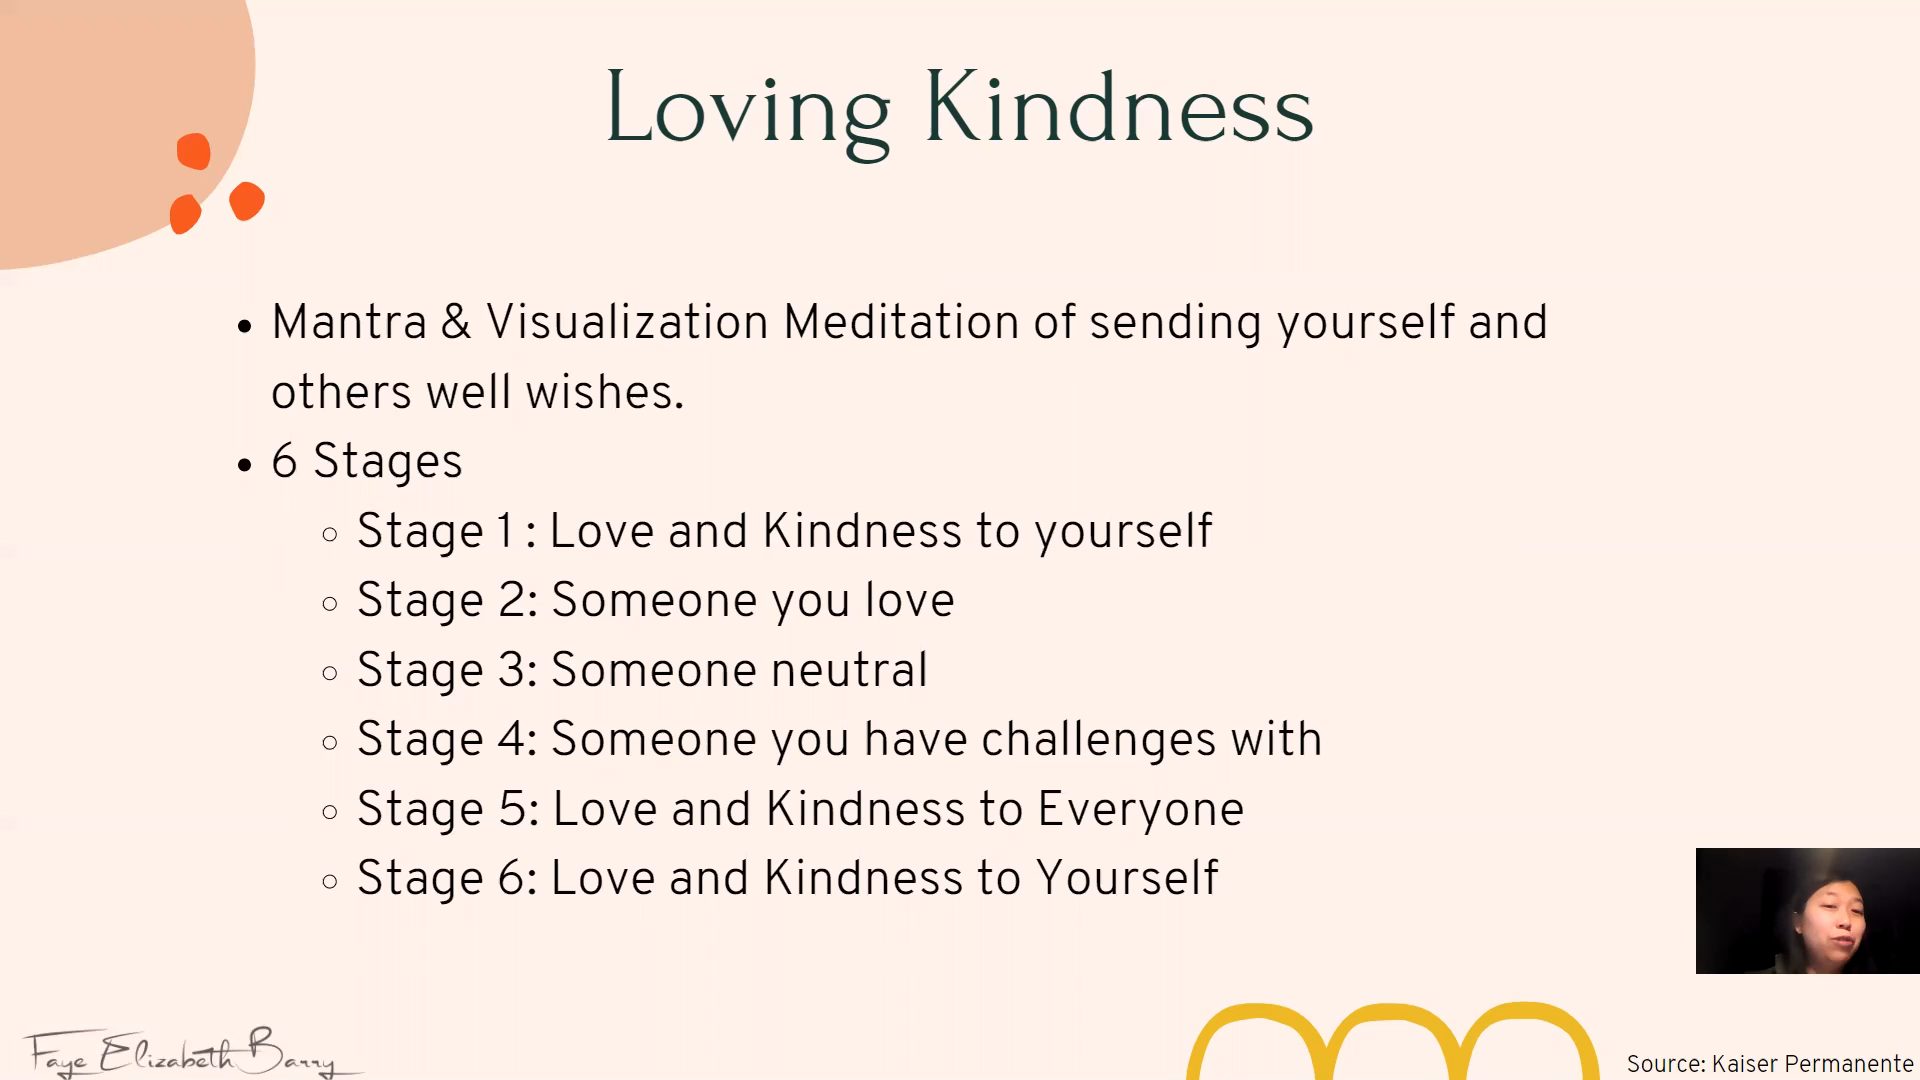 Loving Kindness
• Mantra & Visualization Meditation of sending yourself and
others well wishes.
• 6 Stages
◦ Stage 1 : Love and Kindness to yourself
◦ Stage 2: Someone you love
◦ Stage 3: Someone neutral
◦ Stage 4: Someone you have challenges with
◦ Stage 5: Love and Kindness to Everyone
◦ Stage 6: Love and Kindness to Yourself
Faye Elizabeth Barry
Source: Kaiser Permanente